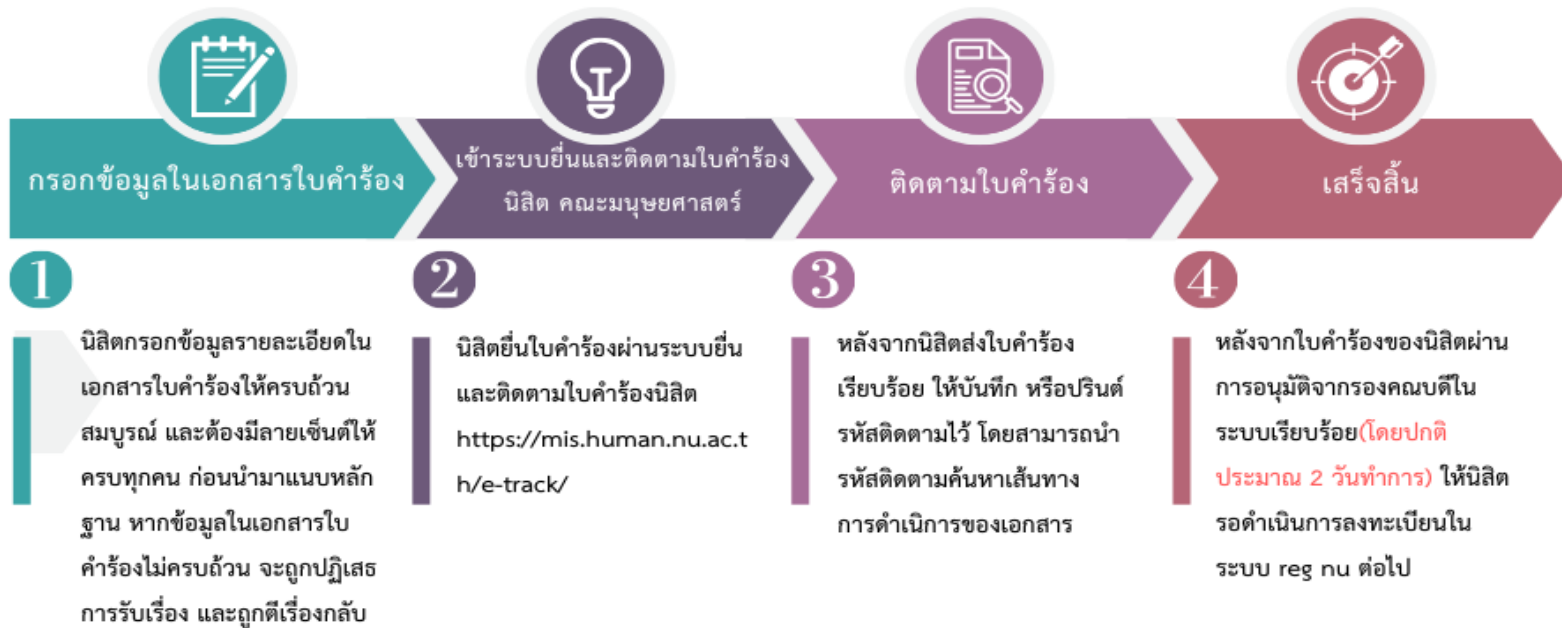 กรอกข้อมูลในเอกสารใบคำร้อง
เข้าระบบยื่นและติดตามใบคำร้อง
นิสิต คณะมนุษยศาสตร์
ติดตามใบคำร้อง
เสร็จสิ้น
1
นิสิตกรอกข้อมูลรายละเอียดใน
เอกสารใบคำร้องให้ครบถ้วน
สมบูรณ์ และต้องมีลายเซ็นต์ให้
ครบทุกคน ก่อนนำมาแนบหลัก
ฐาน หากข้อมูลในเอกสารใบ
คำร้องไม่ครบถ้วน จะถูกปฏิเสธ
การรับเรื่อง และถูกตีเรื่องกลับ
2
นิสิตยื่นใบคำร้องผ่านระบบยื่น
และติดตามใบคำร้องนิสิต
https://mis.human.nu.ac.t
h/e-track/
3
หลังจากนิสิตส่งใบคำร้อง
เรียบร้อย ให้บันทึก หรือปรินต์
รหัสติดตามไว้ โดยสามารถนำ
รหัสติดตามค้นหาเส้นทาง
การดำเนิการของเอกสาร
4
หลังจากใบคำร้องของนิสิตผ่าน
การอนุมัติจากรองคณบดีใน
ระบบเรียบร้อย(โดยปกติ
ประมาณ 2 วันทำการ) ให้นิสิต
รอดำเนินการลงทะเบียนใน
ระบบ reg nu ต่อไป